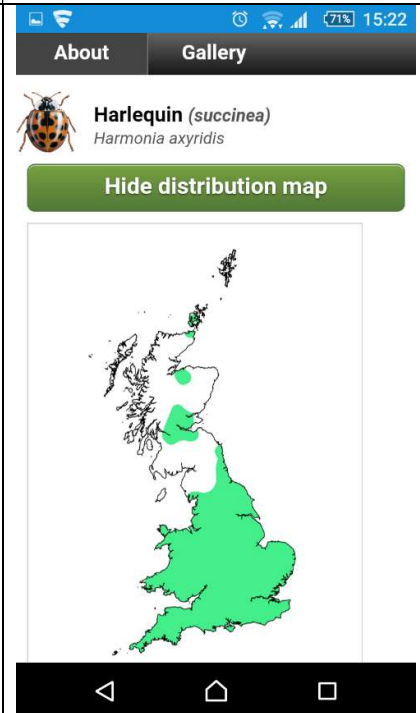 71% 15:22
About Gallery
Harlequin (succinea)
Harmonia axyridis
Hide distribution map